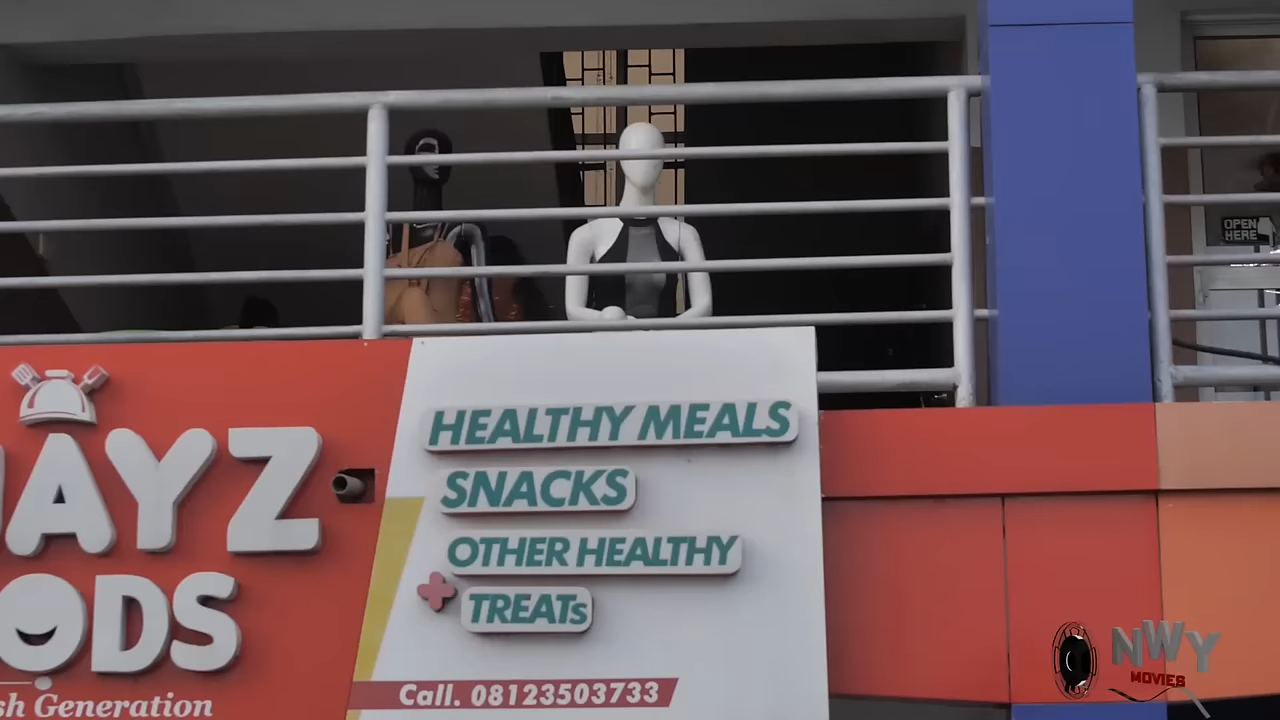 OPEN
HERE
AYZ
ODS
sh Generation
HEALTHY MEALS
SNACKS
OTHER HEALTHY
+ TREATs
Call. 08123503733
NWY
MOVIES